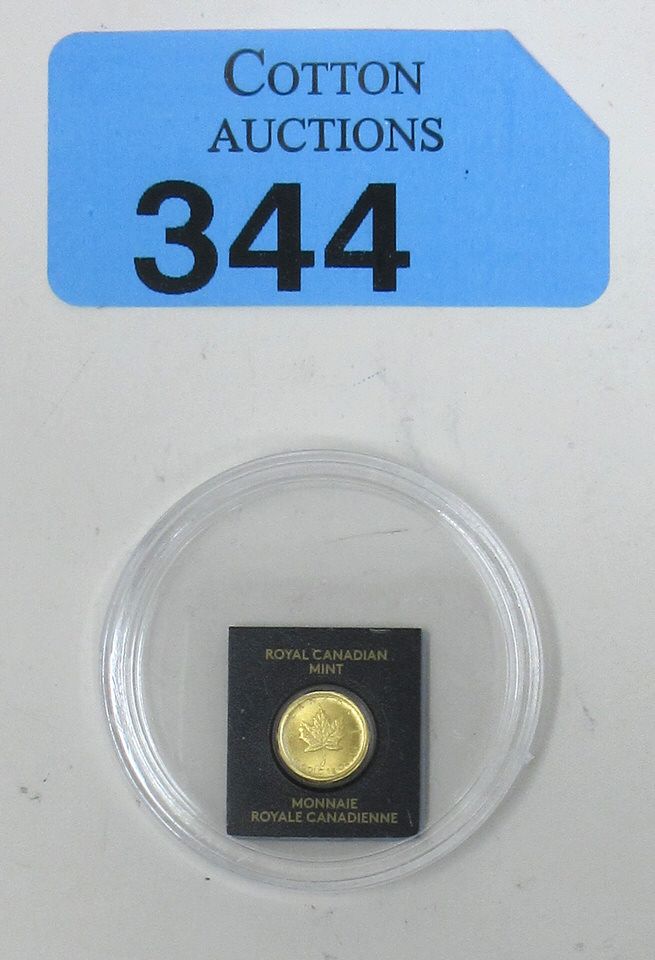 COTTON
AUCTIONS
344
ROYAL CANADIAN
MINT
MONNAIE
ROYALE CANADIENNE